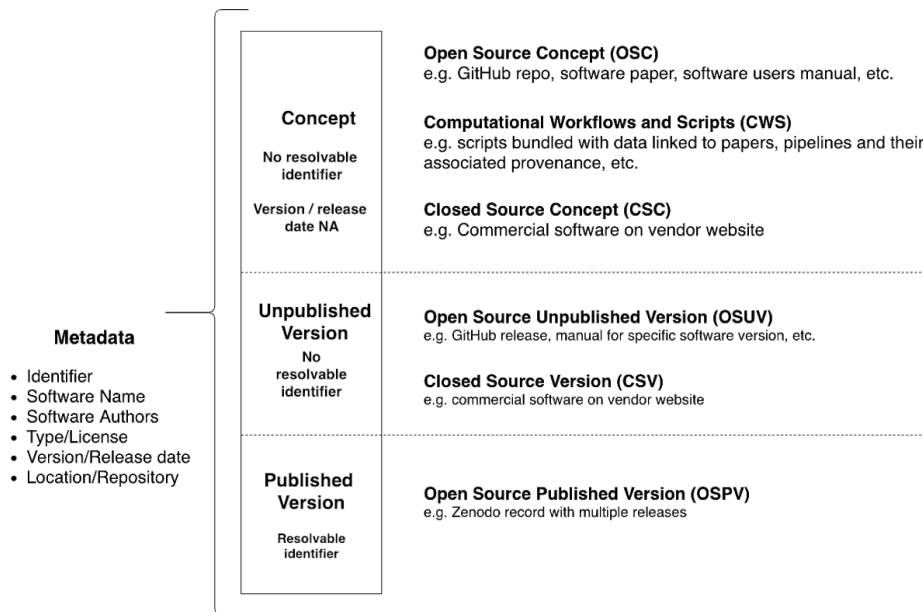 Metadata
• Identifier
• Software Name
• Software Authors
• Type/License
• Version/Release date
• Location/Repository
Concept
No resolvable
identifier
Version / release
date NA
Open Source Concept (OSC)
e.g. GitHub repo, software paper, software users manual, etc.
Computational Workflows and Scripts (CWS)
e.g. scripts bundled with data linked to papers, pipelines and their
associated provenance, etc.
Closed Source Concept (CSC)
e.g. Commercial software on vendor website
Unpublished
Version
No
resolvable
identifier
Open Source Unpublished Version (OSUV)
e.g. GitHub release, manual for specific software version, etc.
Closed Source Version (CSV)
e.g. commercial software on vendor website
Published
Version
Resolvable
identifier
Open Source Published Version (OSPV)
e.g. Zenodo record with multiple releases